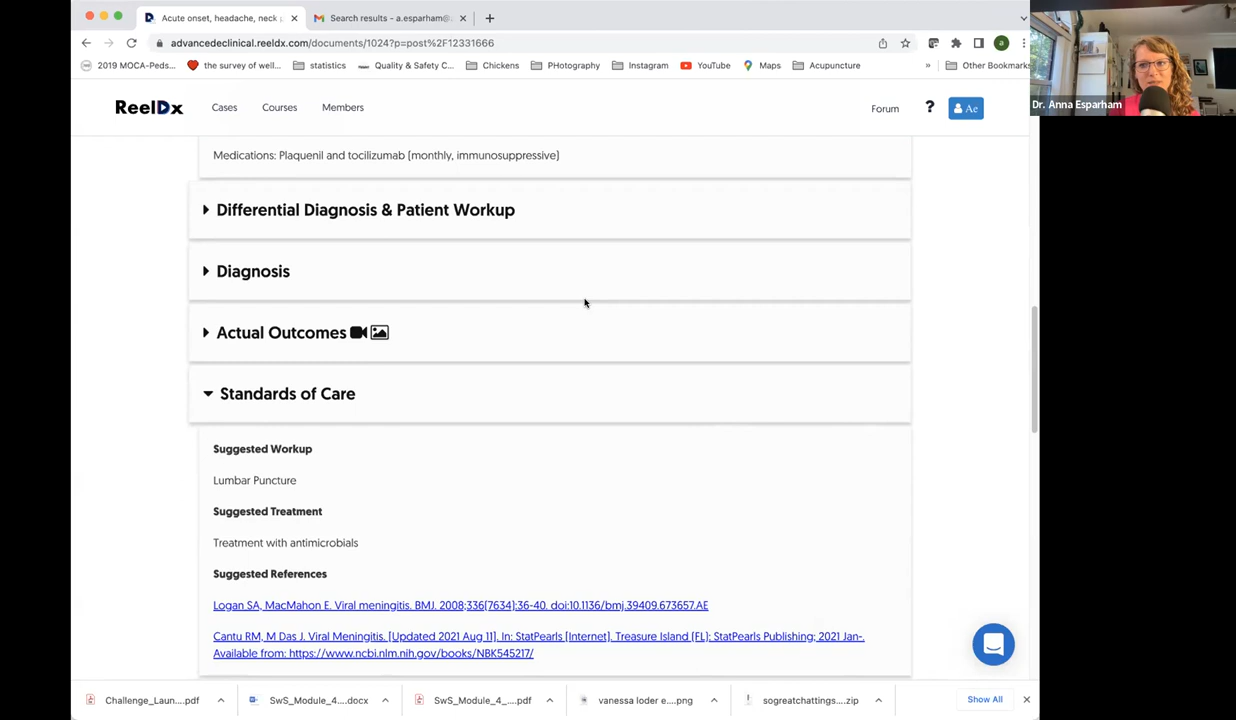 Acute onset, headache, neck
Search results - a.esparham@
advancedeclinical.reeldx.com/documents/1024?p=post%2F12331666
a
2019 MOCA-Peds...
the survey of well...
statistics
Quality & Safety C...
Chickens
PHotography
Instagram
YouTube
Maps
Acupuncture
»
Other Bookmarks
Dr. Anna Esparham
ReelDx
Cases
Courses
Members
Forum
?
Ae
Medications: Plaquenil and tocilizumab (monthly, immunosuppressive)
Differential Diagnosis & Patient Workup
Diagnosis
Actual Outcomes
Standards of Care
Suggested Workup
Lumbar Puncture
Suggested Treatment
Treatment with antimicrobials
Suggested References
Logan SA, MacMahon E. Viral meningitis. BMJ. 2008;336(7634):36-40. doi:10.1136/bmj.39409.673657.AE
Cantu RM, M Das J. Viral Meningitis. [Updated 2021 Aug 11]. In: StatPearls [Internet]. Treasure Island (FL): StatPearls Publishing; 2021 Jan-.
Available from: https://www.ncbi.nlm.nih.gov/books/NBK545217/
Challenge_Laun....pdf
SwS_Module_4....docx
SwS_Module_4_....pdf
vanessa loder e....png
sogreatchattings....zip
Show All